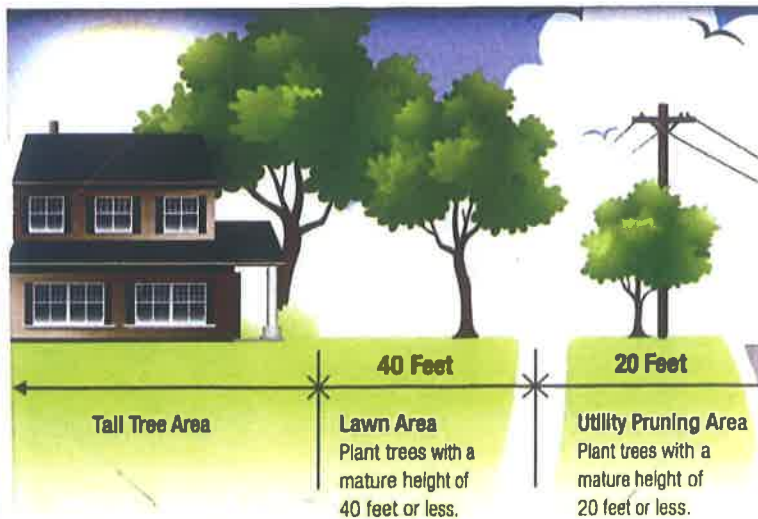 40 Feet
20 Feet
Tall Tree Area
Lawn Area
Plant trees with a
mature height of
40 feet or less.
Utility Pruning Area
Plant trees with a
mature height of
20 feet or less.